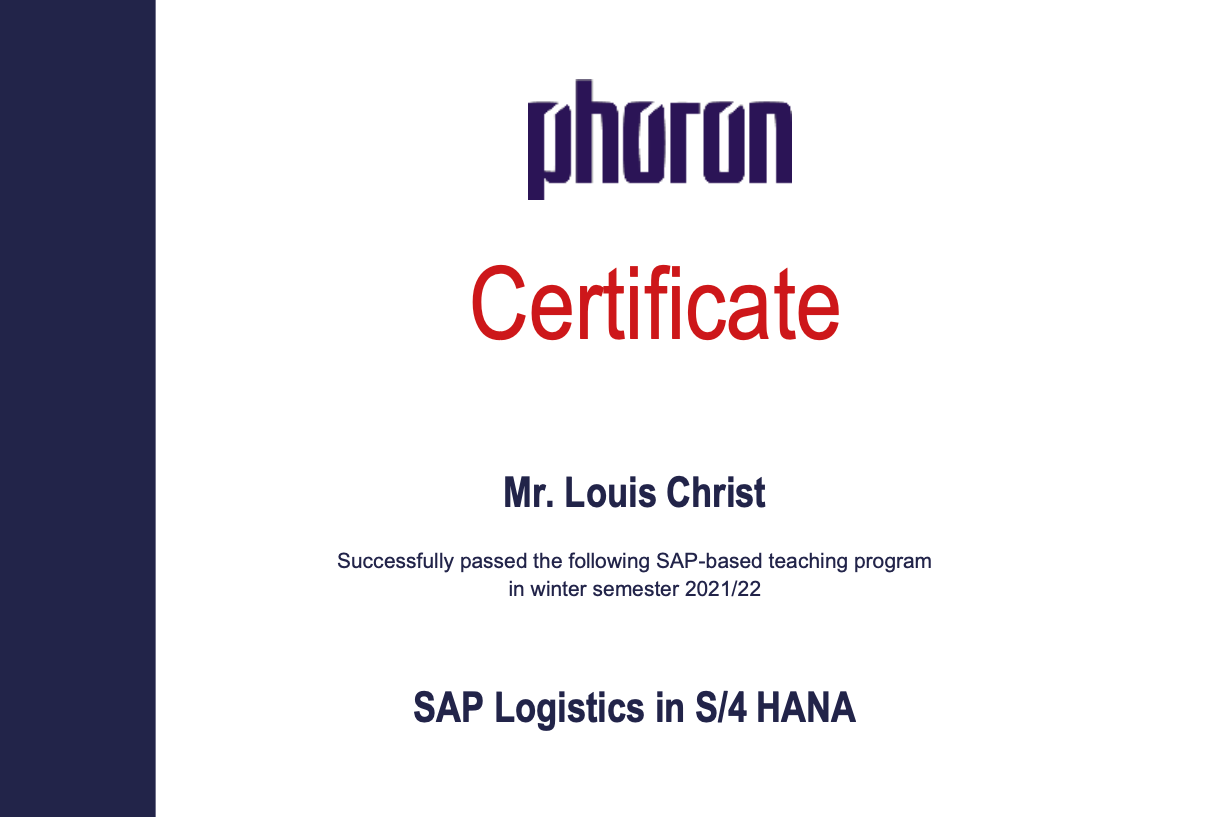 phoron
Certificate
Mr. Louis Christ
Successfully passed the following SAP-based teaching program
in winter semester 2021/22
SAP Logistics in S/4 HANA